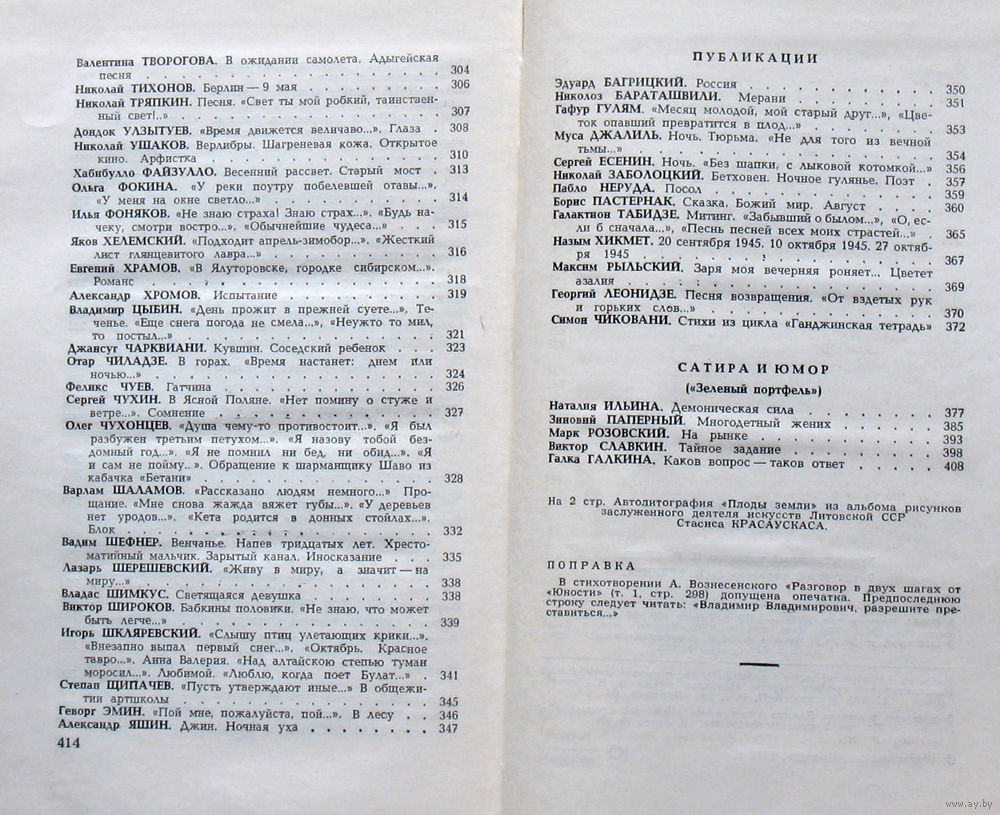 Валентина ТВОРОГОВА. В ожидании самолета. Адыгейская
песня . . . . . . . . . . . . . . . . 304
Николай ТИХОНОВ. Берлин — 9 мая . . . . . . . . 306
Николай ТРЯПКИН. Песня. «Свет ты мой робкий, таинствен-
ный свет!..» . . . . . . . . . . . . . . 307
Дондок УЛЗЫТУЕВ. «Время движется величаво...». Глаза . 308
Николай УШАКОВ. Верлибры. Шагреневая кожа. Открытое
кино. Арфистка . . . . . . . . . . . . . 310
Хабибулло ФАЙЗУЛЛО. Весенний рассвет. Старый мост . 313
Ольга ФОКИНА. «У реки поутру побелевшей отавы...».
«У меня на окне светло...» . . . . . . . . . 314
Илья ФОНЯКОВ. «Не знаю страха! Знаю страх...». «Будь на-
чеку, смотри востро...». «Обычнейшие чудеса...» . . . 315
Яков ХЕЛЕМСКИЙ. «Подходит апрель-зимобор...». «Жесткий
лист глянцевитого лавра...» . . . . . . . . . 316
Евгений ХРАМОВ. «В Ялуторовске, городке сибирском...».
Романс . . . . . . . . . . . . . . . . 318
Александр ХРОМОВ. Испытание . . . . . . . . . 319
Владимир ЦЫБИН. «День прожит в прежней суете...». Те-
ченье. «Еще снега погода не смела...», «Неужто то мил,
то постыл...» . . . . . . . . . . . . . . 321
Джансуг ЧАРКВИАНИ. Кувшин. Соседский ребенок . . . 323
Отар ЧИЛАДЗЕ. В горах. «Время настанет: днем или
ночью...» . . . . . . . . . . . . . . . 324
Феликс ЧУЕВ. Гатчина . . . . . . . . . . . . 326
Сергей ЧУХИН. В Ясной Поляне. «Нет помину о стуже и
ветре...». Сомнение . . . . . . . . . . . . 327
Олег ЧУХОНЦЕВ. «Душа чему-то противостоит...». «Я был
разбужен третьим петухом...». «Я назову тобой без-
домный год...». «Я не помнил ни бед, ни обид...». «Я
и сам не пойму...». Обращение к шарманщику Шаво из
кабачка «Бетани» . . . . . . . . . . . . . 328
Варлам ШАЛАМОВ. «Рассказано людям немного...» Про-
щание. «Мне снова жажда вяжет губы...». «У деревьев
нет уродов...». «Кета родится в донных стойлах...».
Блок . . . . . . . . . . . . . . . . . 332
Вадим ШЕФНЕР. Венчанье. Напев тридцатых лет. Хресто-
матийный мальчик. Зарытый канал. Иносказание . . . 335
Лазарь ШЕРЕШЕВСКИЙ. «Живу в миру, а значит — на
миру...» . . . . . . . . . . . . . . . . 338
Владас ШИМКУС. Светящаяся девушка . . . . . . . 338
Виктор ШИРОКОВ. Бабкины половики. «Не знаю, что может
быть легче...» . . . . . . . . . . . . . . 339
Игорь ШКЛЯРЕВСКИЙ. «Слышу птиц улетающих крики...».
«Внезапно выпал первый снег...». «Октябрь. Красное
тавро...». Анна Валерия. «Над алтайскою степью туман
моросил...». Любимой. «Люблю, когда поет Булат...» . 341
Степан ЩИПАЧЕВ. «Пусть утверждают иные...» В общежи-
тии артшколы . . . . . . . . . . . . . . 345
Геворг ЭМИН. «Пой мне, пожалуйста, пой...». В лесу . . 346
Александр ЯШИН. Джин. Ночная уха . . . . . . . . 347
414
ПУБЛИКАЦИИ
Эдуард БАГРИЦКИЙ. Россия . . . . . . . . . . 350
Николоз БАРАТАШВИЛИ. Мерани . . . . . . . . . 351
Гафур ГУЛЯМ. «Месяц молодой, мой старый друг...», «Цве-
ток опавший превратится в плод...» . . . . . . . 353
Муса ДЖАЛИЛЬ. Ночь. Тюрьма. «Не для того из вечной
тьмы...» . . . . . . . . . . . . . . . . 354
Сергей ЕСЕНИН. Ночь. «Без шапки, с лыковой котомкой...» 356
Николай ЗАБОЛОЦКИЙ. Бетховен. Ночное гулянье. Поэт . 357
Пабло НЕРУДА. Посол . . . . . . . . . . . . 359
Борис ПАСТЕРНАК. Сказка. Божий мир. Август . . . . 360
Галактион ТАБИДЗЕ. Митинг. «Забывший о былом...», «О, ес-
ли б сначала...», «Песнь песней всех моих страстей...» . 365
Назым ХИКМЕТ. 20 сентября 1945. 10 октября 1945. 27 октяб-
ря 1945 . . . . . . . . . . . . . . . . 367
Максим РЫЛЬСКИЙ. Заря моя вечерняя роняет... Цветет
азалия . . . . . . . . . . . . . . . . 369
Георгий ЛЕОНИДЗЕ. Песня возвращения. «От вздетых рук
и горьких слов...» . . . . . . . . . . . . . 370
Симон ЧИКОВАНИ. Стихи из цикла «Ганджинская тетрадь» 372
САТИРА И ЮМОР
(«Зеленый портфель»)
Наталия ИЛЬИНА. Демоническая сила . . . . . . . 377
Зиновий ПАПЕРНЫЙ. Многодетный жених . . . . . . 385
Марк РОЗОВСКИЙ. На рынке . . . . . . . . . . 393
Виктор СЛАВКИН. Тайное задание . . . . . . . . . 398
Галка ГАЛКИНА. Каков вопрос — таков ответ . . . . . 408
На 2 стр. Автолитография «Плоды земли» из альбома рисунков
заслуженного деятеля искусств Литовской ССР
Стасиса КРАСАУСКАСА.
ПОПРАВКА
В стихотворении А. Вознесенского «Разговор в двух шагах от
«Юности» (т. 1, стр. 298) допущена опечатка. Предпоследнюю
строку следует читать: «Владимир Владимирович, разрешите пре-
ставиться...»
www.ay.by